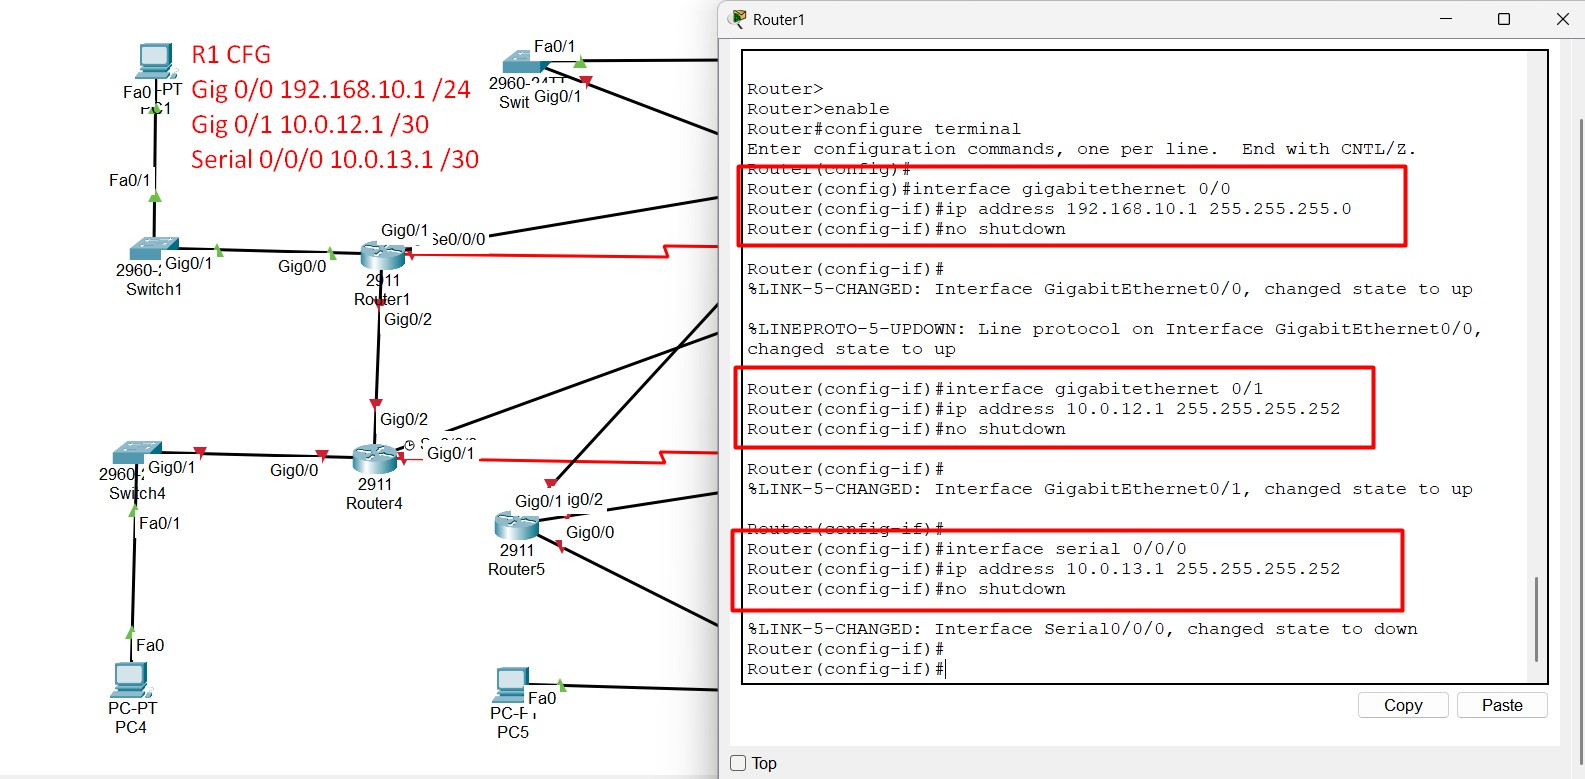 Router1
R1 CFG
Gig 0/0 192.168.10.1 /24
Gig 0/1 10.0.12.1 /30
Serial 0/0/0 10.0.13.1 /30
Fa0
-PT
Fa0/1
Gig0/1
2960-
Switch1
Gig0/0
Gig0/1
Se0/0/0
2911
Router1
Gig0/2
Fa0/1
2960-24TT
Swit
Gig0/1
Gig0/2
Gig0/1
2911
Router4
Gig0/0
Gig0/1
2960-
Switch4
Fa0/1
Fa0
PC-PT
PC4
Gig0/1
ig0/2
Gig0/0
2911
Router5
Fa0
PC5
Router>
Router>enable
Router#configure terminal
Enter configuration commands, one per line.  End with CNTL/Z.
Router(config)#
Router(config)#interface gigabitethernet 0/0
Router(config-if)#ip address 192.168.10.1 255.255.255.0
Router(config-if)#no shutdown
Router(config-if)#
%LINK-5-CHANGED: Interface GigabitEthernet0/0, changed state to up
%LINEPROTO-5-UPDOWN: Line protocol on Interface GigabitEthernet0/0,
changed state to up
Router(config-if)#interface gigabitethernet 0/1
Router(config-if)#ip address 10.0.12.1 255.255.255.252
Router(config-if)#no shutdown
Router(config-if)#
%LINK-5-CHANGED: Interface GigabitEthernet0/1, changed state to up
Router(config-if)#
Router(config-if)#interface serial 0/0/0
Router(config-if)#ip address 10.0.13.1 255.255.255.252
Router(config-if)#no shutdown
%LINK-5-CHANGED: Interface Serial0/0/0, changed state to down
Router(config-if)#
Router(config-if)#
Copy
Paste
Top